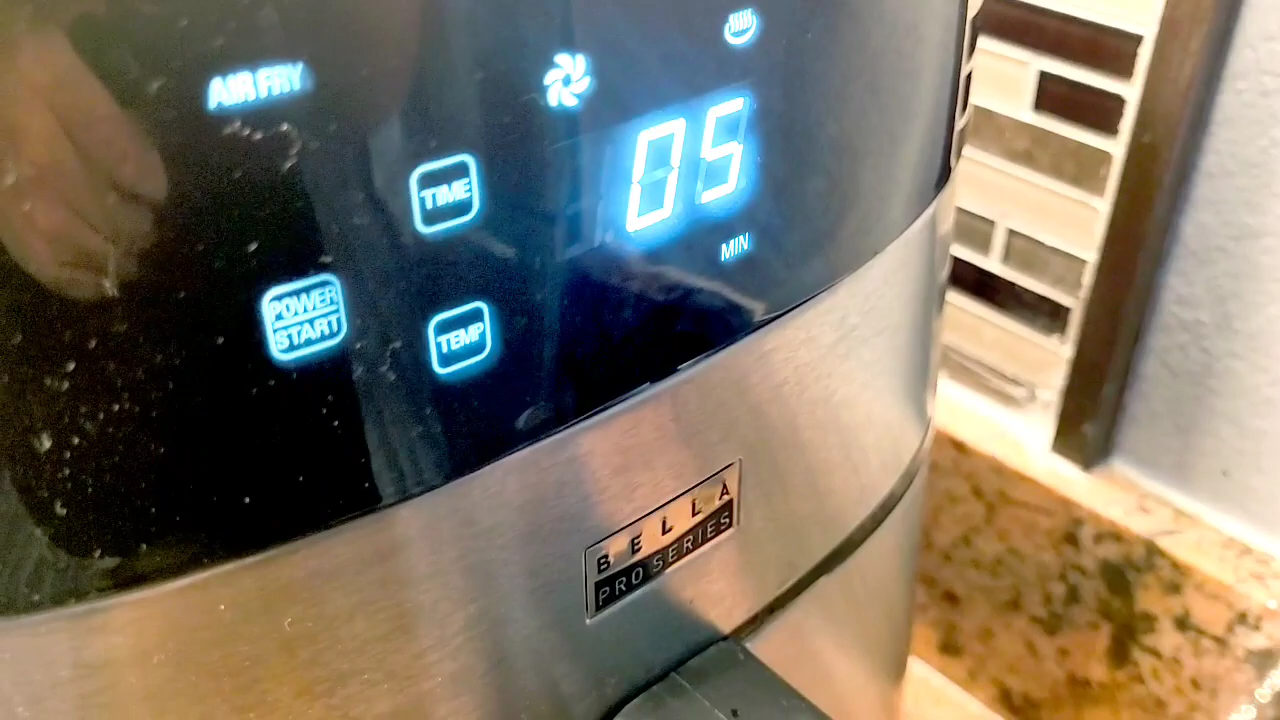 AIR FRY
TIME
05
MIN
POWER
START
TEMP
BELLA
PRO SERIES